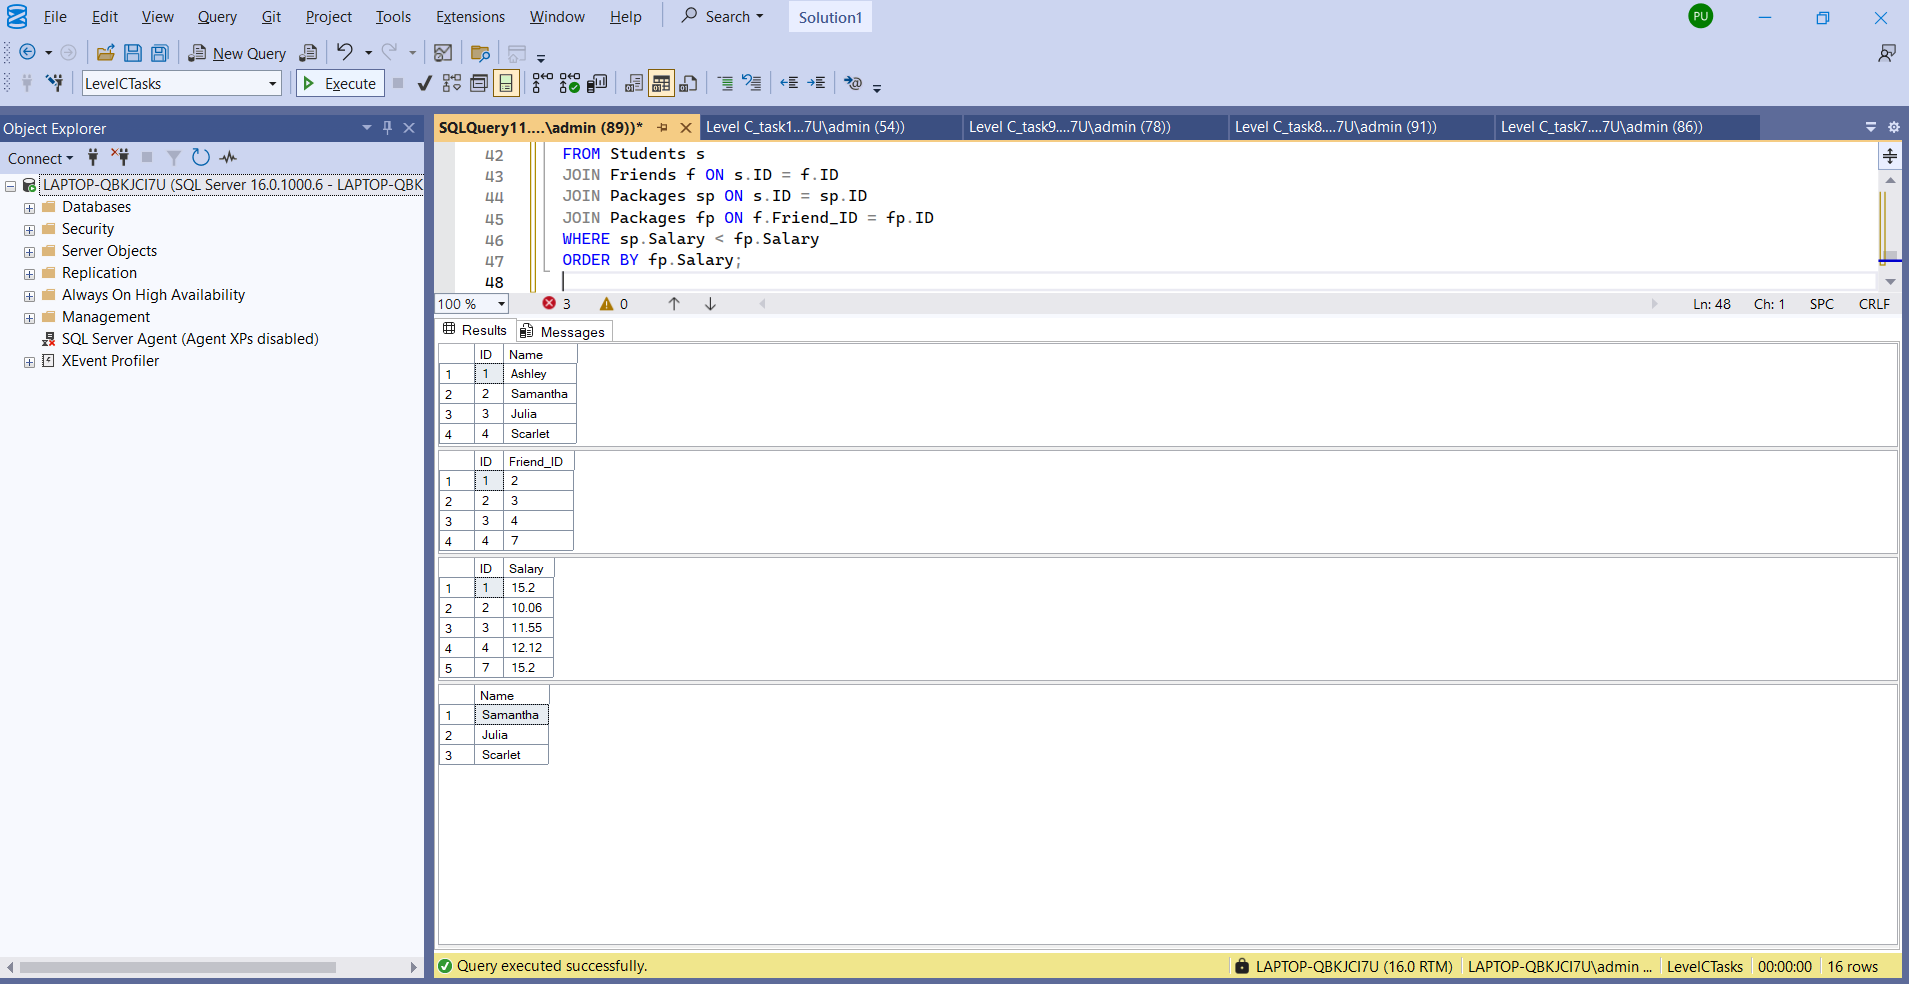 File Edit View Query Git Project Tools Extensions Window Help Search Solution1 PU
New Query
LevelCTasks Execute
Object Explorer
Connect
LAPTOP-QBKJCI7U (SQL Server 16.0.1000.6 - LAPTOP-QBK
Databases
Security
Server Objects
Replication
Always On High Availability
Management
SQL Server Agent (Agent XPs disabled)
XEvent Profiler
SQLQuery11....\admin (89))* Level C_task1...7U\admin (54)) Level C_task9....7U\admin (78)) Level C_task8....7U\admin (91)) Level C_task7....7U\admin (86))
42 FROM Students s
43 JOIN Friends f ON s.ID = f.ID
44 JOIN Packages sp ON s.ID = sp.ID
45 JOIN Packages fp ON f.Friend_ID = fp.ID
46 WHERE sp.Salary < fp.Salary
47 ORDER BY fp.Salary;
48
100 % 3 0 Ln: 48 Ch: 1 SPC CRLF
Results Messages
ID Name
1 1 Ashley
2 2 Samantha
3 3 Julia
4 4 Scarlet
ID Friend_ID
1 1 2
2 2 3
3 3 4
4 4 7
ID Salary
1 1 15.2
2 2 10.06
3 3 11.55
4 4 12.12
5 7 15.2
Name
1 Samantha
2 Julia
3 Scarlet
Query executed successfully. LAPTOP-QBKJCI7U (16.0 RTM) LAPTOP-QBKJCI7U\admin ... LevelCTasks 00:00:00 16 rows